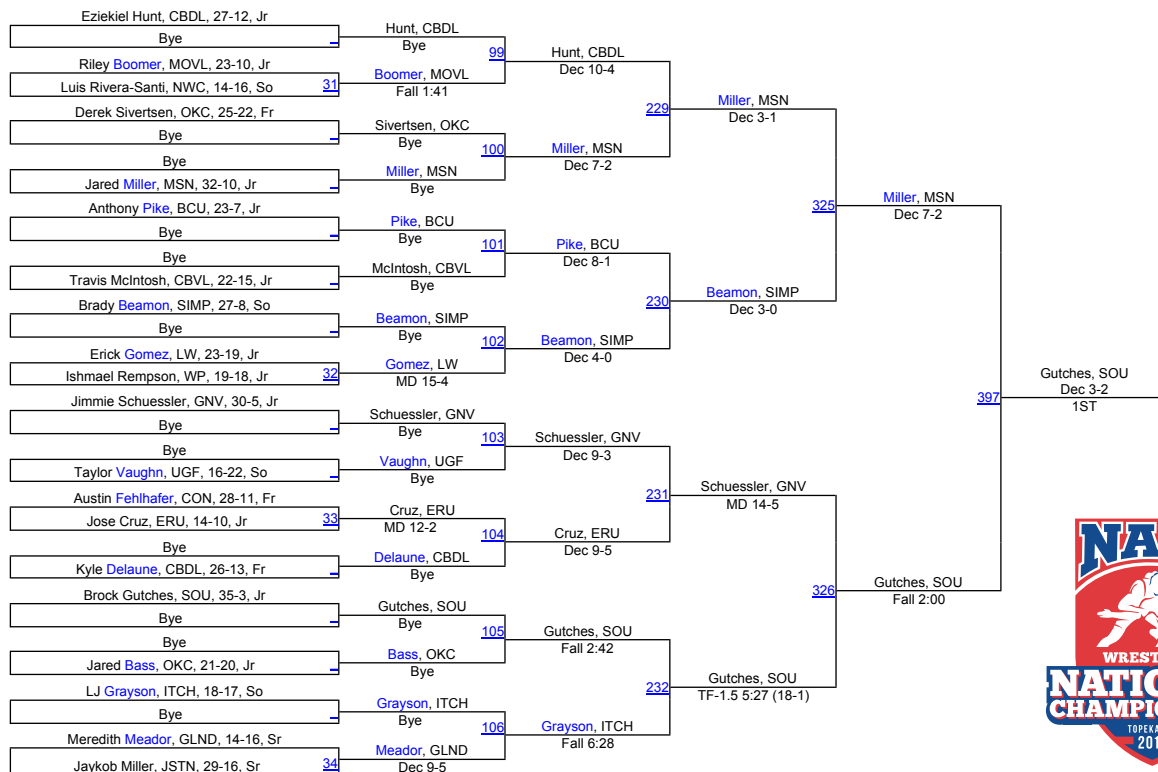 Eziekiel Hunt, CBDL, 27-12, Jr
Bye
Riley Boomer, MOVL, 23-10, Jr
Luis Rivera-Santi, NWC, 14-16, So
31
Derek Sivertsen, OKC, 25-22, Fr
Bye
Bye
Jared Miller, MSN, 32-10, Jr
Anthony Pike, BCU, 23-7, Jr
Bye
Bye
Travis McIntosh, CBVL, 22-15, Jr
Brady Beamon, SIMP, 27-8, So
Bye
Erick Gomez, LW, 23-19, Jr
Ishmael Rempson, WP, 19-18, Jr
32
Jimmie Schuessler, GNV, 30-5, Jr
Bye
Bye
Taylor Vaughn, UGF, 16-22, So
Austin Fehlhafer, CON, 28-11, Fr
Jose Cruz, ERU, 14-10, Jr
33
Bye
Kyle Delaune, CBDL, 26-13, Fr
Brock Gutches, SOU, 35-3, Jr
Bye
Bye
Jared Bass, OKC, 21-20, Jr
LJ Grayson, ITCH, 18-17, So
Bye
Meredith Meador, GLND, 14-16, Sr
Jaykob Miller, JSTN, 29-16, Sr
34
Hunt, CBDL
Bye
99
Boomer, MOVL
Fall 1:41
Sivertsen, OKC
Bye
100
Miller, MSN
Bye
Pike, BCU
Bye
101
McIntosh, CBVL
Bye
Beamon, SIMP
Bye
102
Gomez, LW
MD 15-4
Schuessler, GNV
Bye
103
Vaughn, UGF
Bye
Cruz, ERU
MD 12-2
104
Delaune, CBDL
Bye
Gutches, SOU
Bye
105
Bass, OKC
Bye
Grayson, ITCH
Bye
106
Meador, GLND
Dec 9-5
Hunt, CBDL
Dec 10-4
229
Miller, MSN
Dec 7-2
Pike, BCU
Dec 8-1
230
Beamon, SIMP
Dec 4-0
Schuessler, GNV
Dec 9-3
231
Cruz, ERU
Dec 9-5
Gutches, SOU
Fall 2:42
232
Grayson, ITCH
Fall 6:28
Miller, MSN
Dec 3-1
325
Beamon, SIMP
Dec 3-0
Schuessler, GNV
MD 14-5
326
Gutches, SOU
TF-1.5 5:27 (18-1)
Miller, MSN
Dec 7-2
397
Gutches, SOU
Fall 2:00
Gutches, SOU
Dec 3-2
1ST